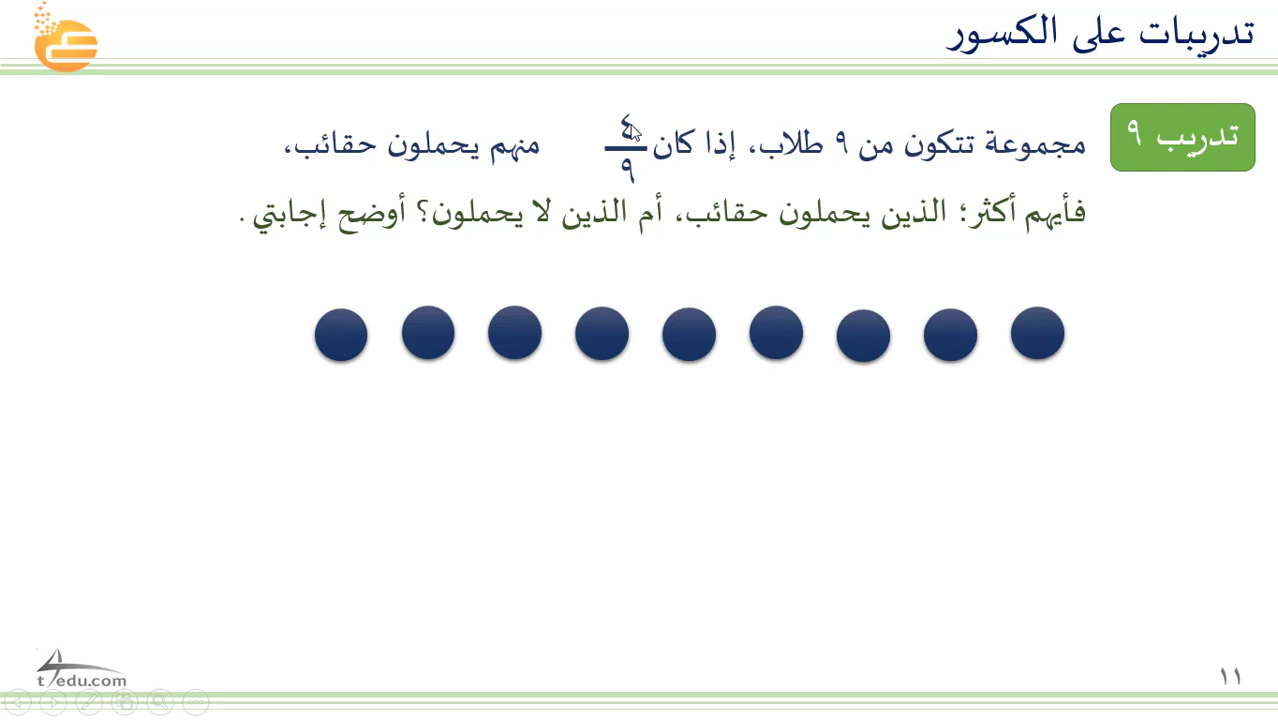 تدريبات على الكسور
تدريب ٩
مجموعة تتكون من ٩ طلاب، إذا كان ٤/٩ منهم يحملون حقائب،
فأيهم أكثر؛ الذين يحملون حقائب، أم الذين لا يحملون؟ أوضح إجابتي .
t4edu.com
١١